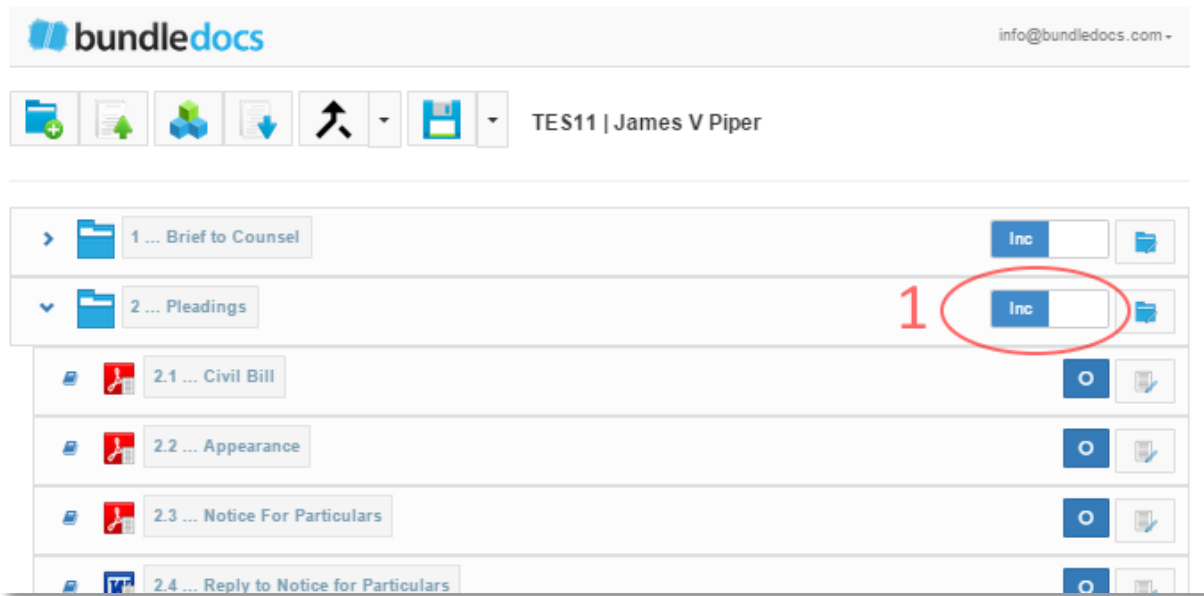 bundledocs
info@bundledocs.com
TES11 | James V Piper
1 ... Brief to Counsel
Inc
2 ... Pleadings
1
Inc
2.1 ... Civil Bill
O
2.2 ... Appearance
O
2.3 ... Notice For Particulars
O
2.4 ... Reply to Notice for Particulars
O